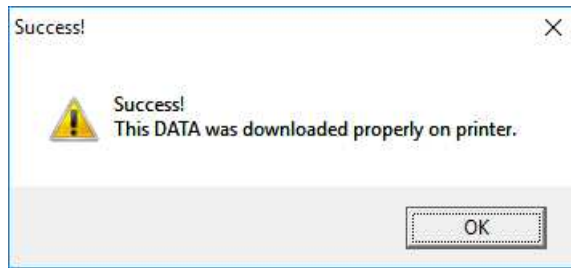 Success!
Success!
This DATA was downloaded properly on printer.
OK